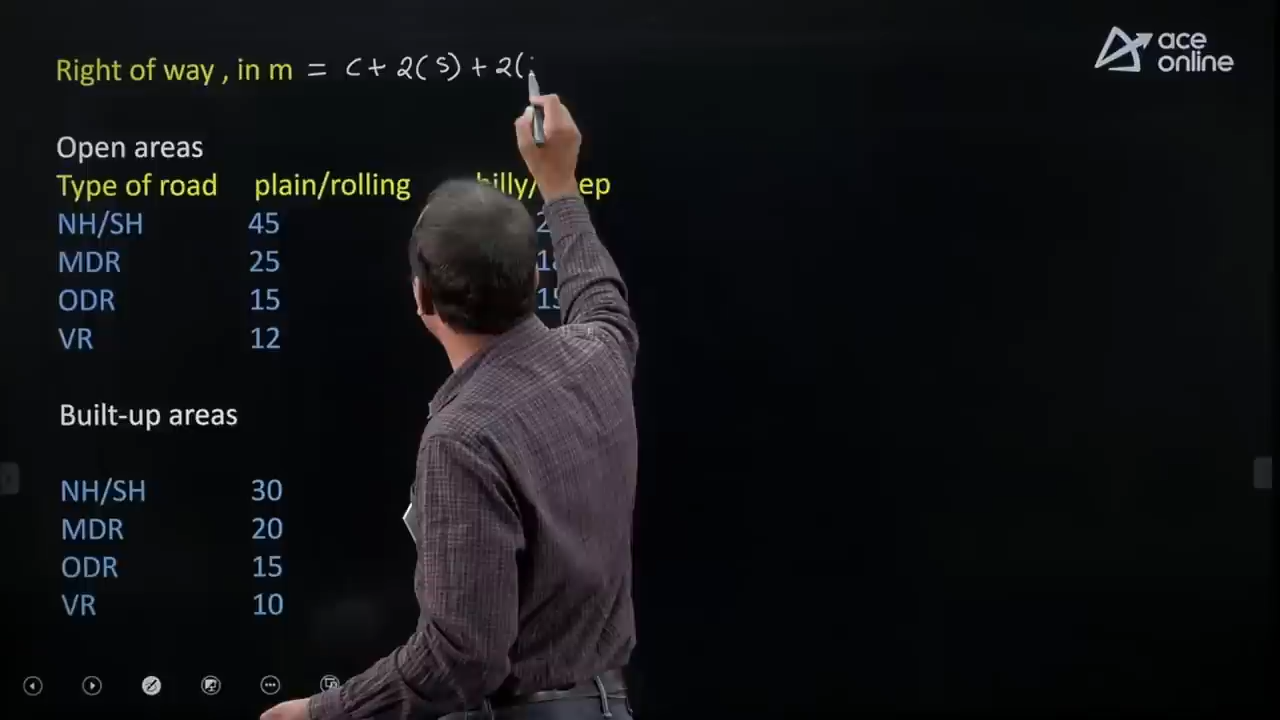 ace
online
Right of way , in m = C + 2(S) + 2(
Open areas
Type of road plain/rolling
NH/SH 45
MDR 25
ODR 15
VR 12
Built-up areas
NH/SH 30
MDR 20
ODR 15
VR 10